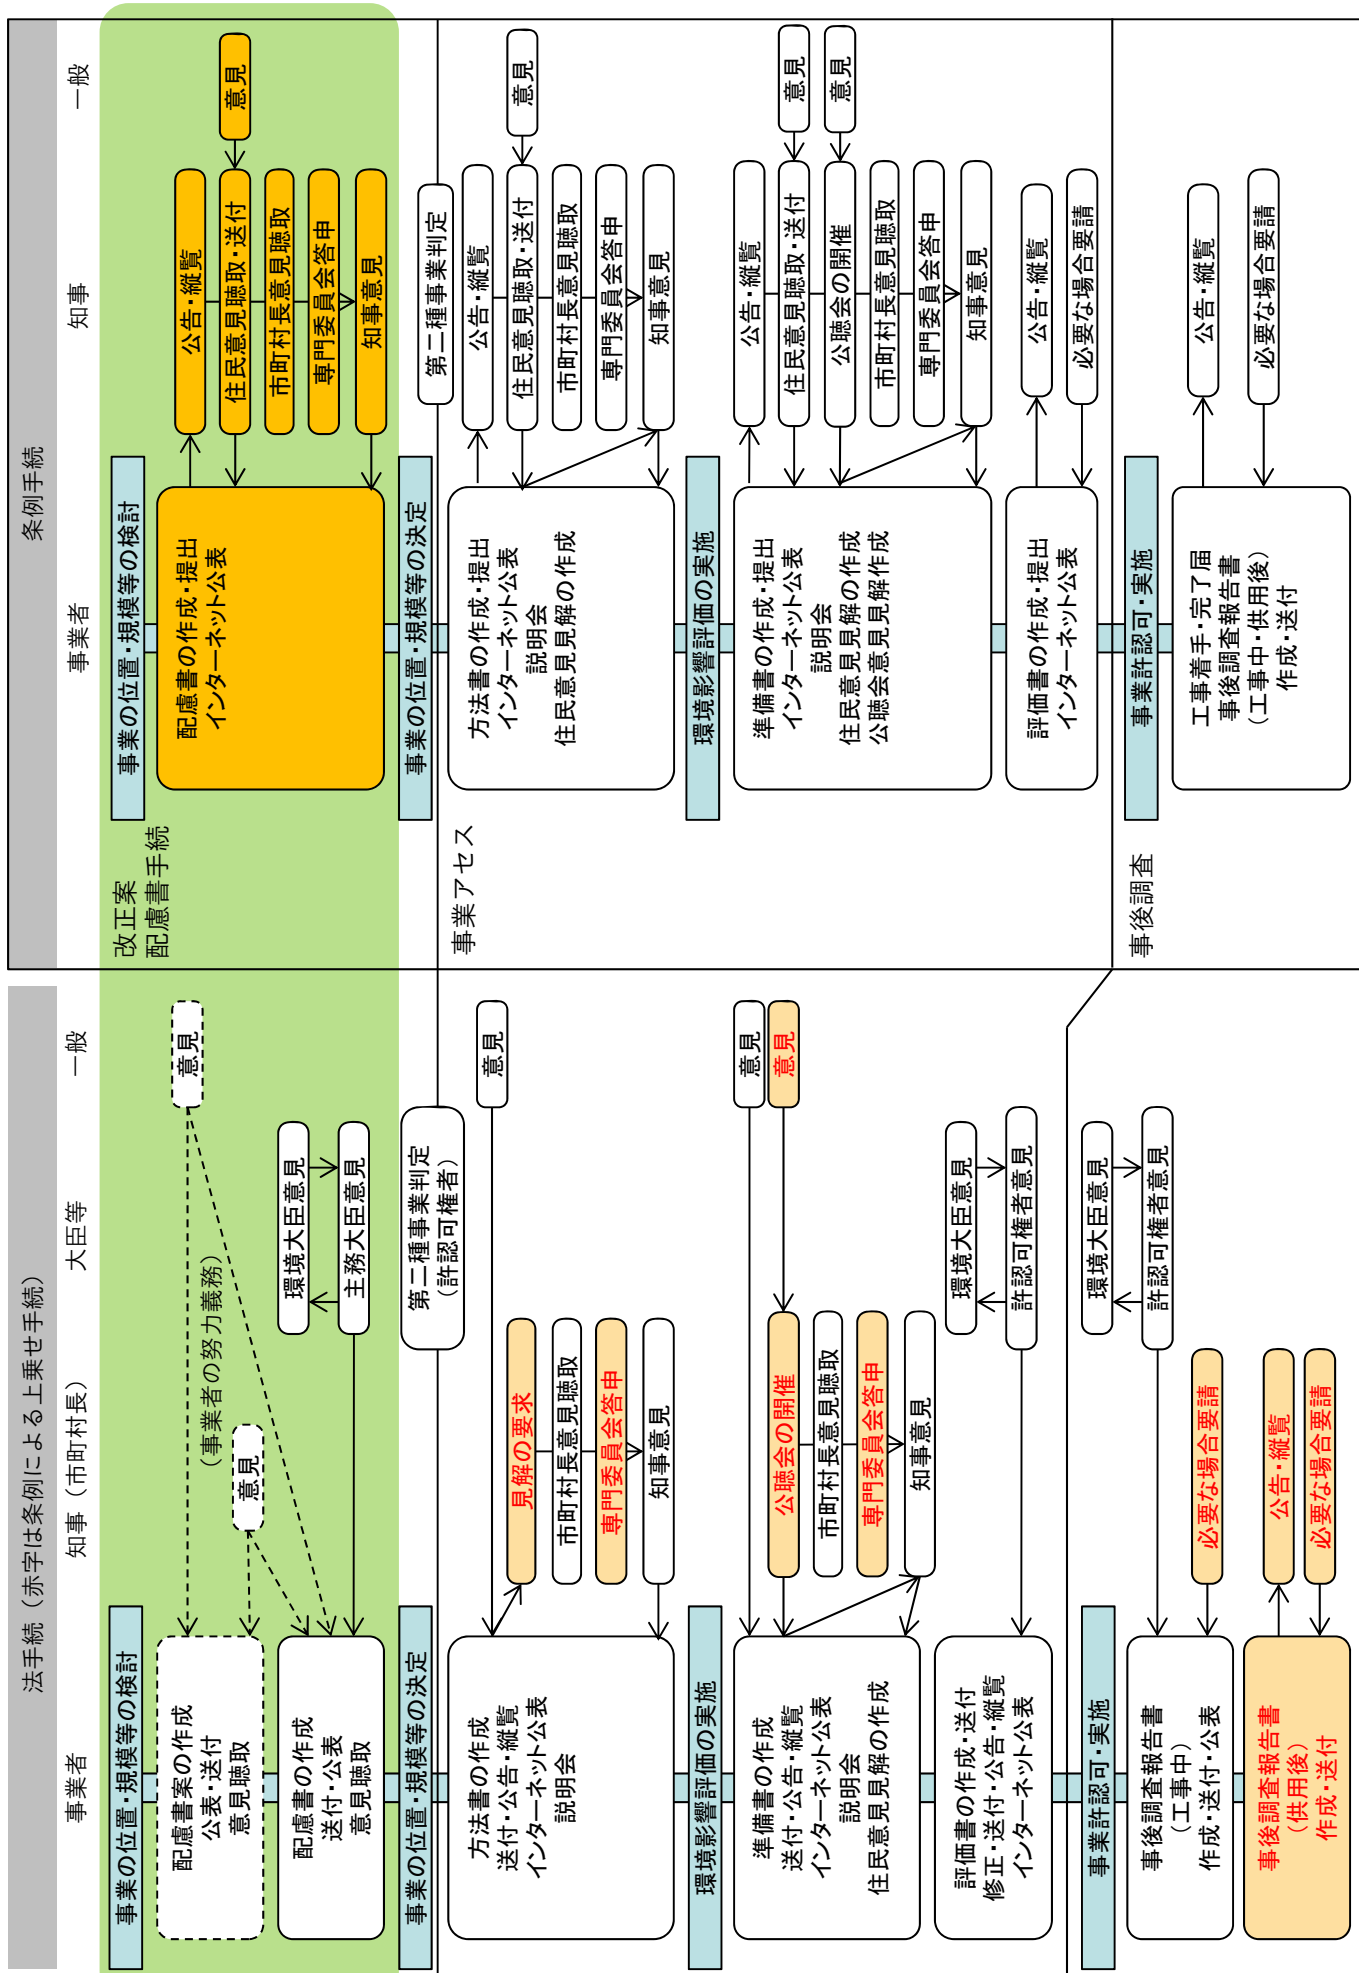 法手続（赤字は条例による上乗せ手続）
事業者
知事（市町村長）
大臣等
一般
事業の位置・規模等の検討
配慮書案の作成
公表・送付
意見聴取
意見
意見
（事業者の努力義務）
配慮書の作成
送付・公表
意見聴取
環境大臣意見
主務大臣意見
事業の位置・規模等の決定
第二種事業判定
（許認可権者）
方法書の作成
送付・公告・縦覧
インターネット公表
説明会
意見
見解の要求
市町村長意見聴取
専門委員会答申
知事意見
環境影響評価の実施
準備書の作成
送付・公告・縦覧
インターネット公表
説明会
住民意見見解の作成
意見
意見
公聴会の開催
市町村長意見聴取
専門委員会答申
知事意見
評価書の作成・送付
修正・送付・公告・縦覧
インターネット公表
環境大臣意見
許認可権者意見
事業許認可・実施
事後調査報告書
（工事中）
作成・送付・公表
環境大臣意見
許認可権者意見
必要な場合要請
事後調査報告書
（供用後）
作成・送付
公告・縦覧
必要な場合要請
条例手続
事業者
知事
一般
改正案
配慮書手続
事業の位置・規模等の検討
配慮書の作成・提出
インターネット公表
公告・縦覧
住民意見聴取・送付
市町村長意見聴取
専門委員会答申
知事意見
意見
事業の位置・規模等の決定
第二種事業判定
事業アセス
方法書の作成・提出
インターネット公表
説明会
住民意見見解の作成
公告・縦覧
住民意見聴取・送付
市町村長意見聴取
専門委員会答申
知事意見
意見
環境影響評価の実施
準備書の作成・提出
インターネット公表
説明会
住民意見見解の作成
公聴会意見見解作成
公告・縦覧
住民意見聴取・送付
公聴会の開催
市町村長意見聴取
専門委員会答申
知事意見
意見
意見
評価書の作成・提出
インターネット公表
公告・縦覧
必要な場合要請
事後調査
事業許認可・実施
工事着手・完了届
事後調査報告書
（工事中・供用後）
作成・送付
公告・縦覧
必要な場合要請